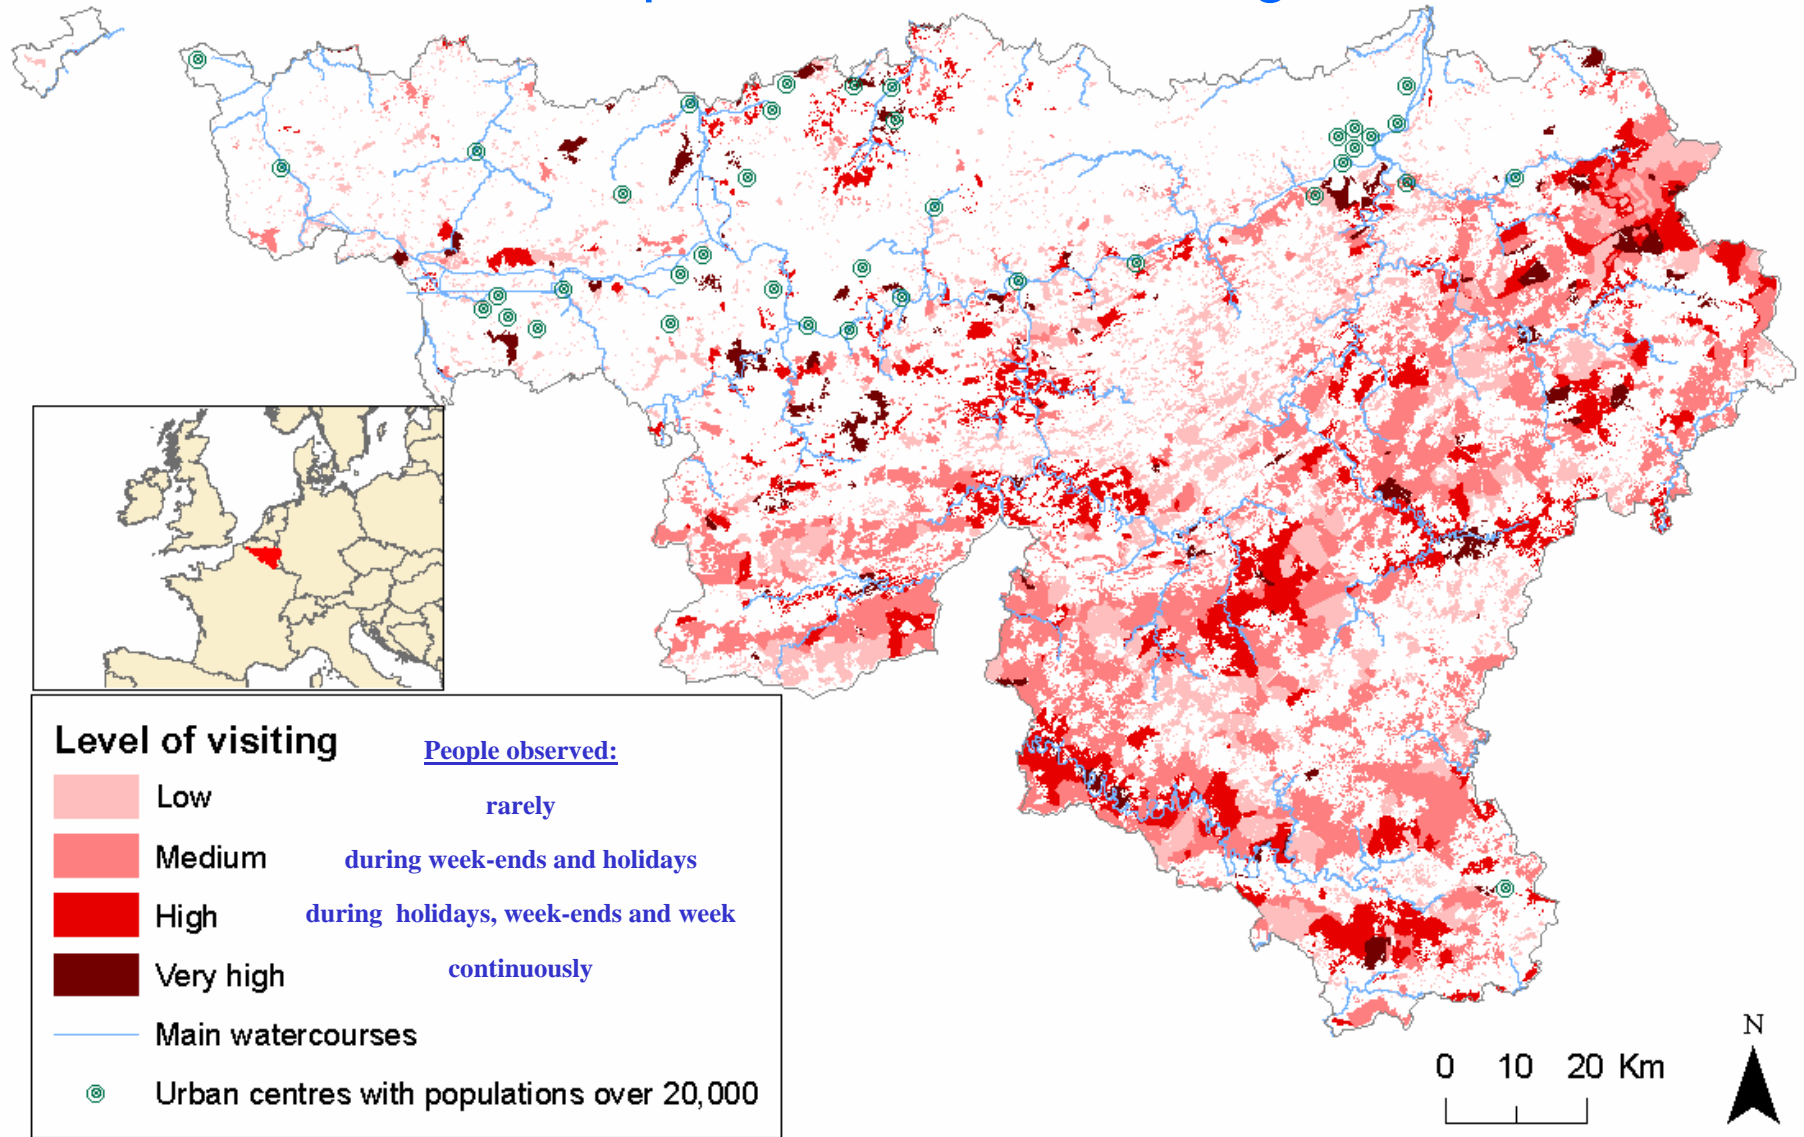 Level of visiting
People observed:
Low
rarely
Medium
during week-ends and holidays
High
during holidays, week-ends and week
Very high
continuously
Main watercourses
Urban centres with populations over 20,000
N
0 10 20 Km